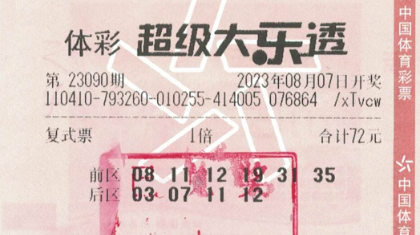 体彩 超级大乐透
第 23090期 2023年08月07日开奖
110410-793260-010255-414005 076864 /xTvcw
复式票 1倍 合计72元
前区 08 11 12 19 31 35
后区 03 07 11 12
中国体育彩票
中国体育